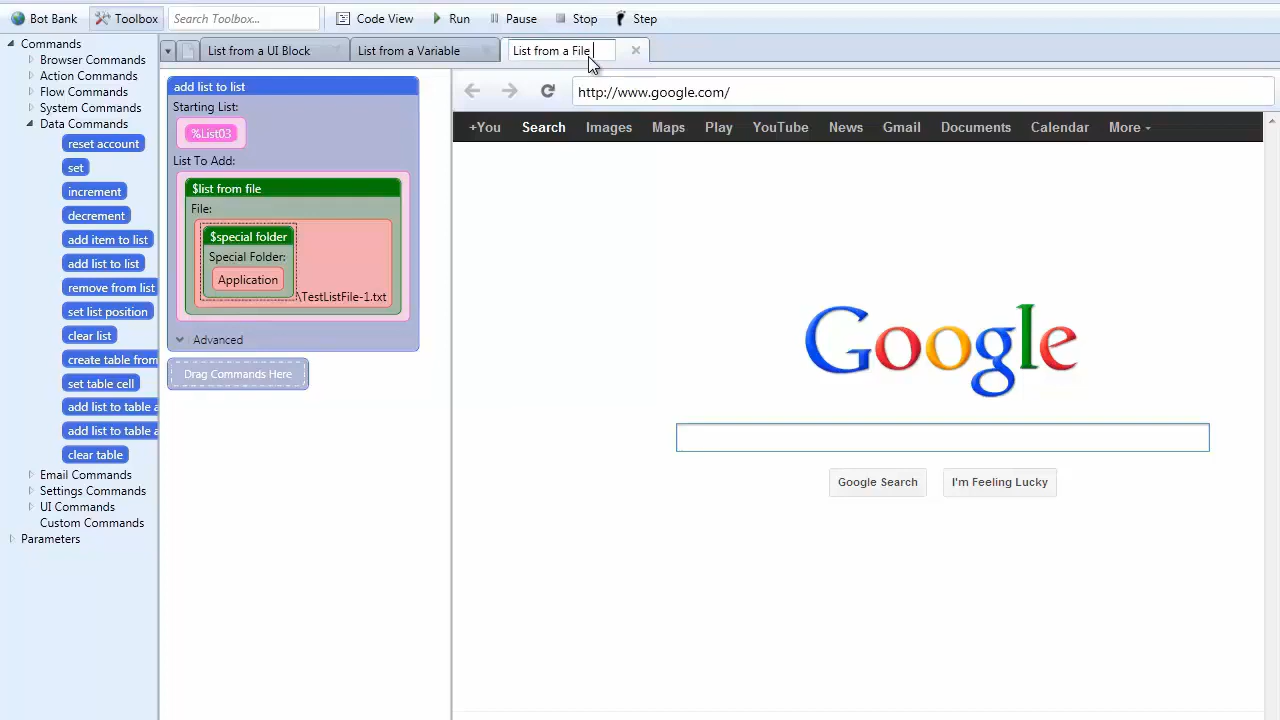 Bot Bank Toolbox Search Toolbox... Code View Run Pause Stop Step
List from a UI Block List from a Variable List from a File
Commands
Browser Commands
Action Commands
Flow Commands
System Commands
Data Commands
reset account
set
increment
decrement
add item to list
add list to list
remove from list
set list position
clear list
create table from
set table cell
add list to table a
add list to table a
clear table
Email Commands
Settings Commands
UI Commands
Custom Commands
Parameters
add list to list
Starting List:
%List03
List To Add:
$list from file
File:
$special folder
Special Folder:
Application
\TestListFile-1.txt
Advanced
Drag Commands Here
http://www.google.com/
+You Search Images Maps Play YouTube News Gmail Documents Calendar More
Google
Google Search I'm Feeling Lucky